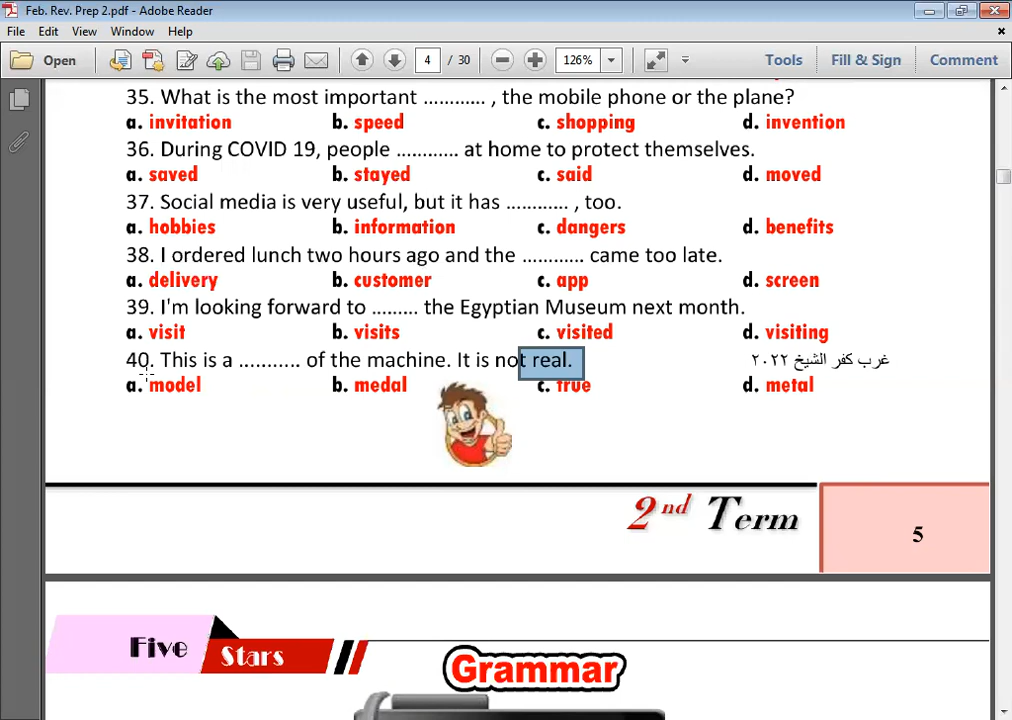 Feb. Rev. Prep 2.pdf - Adobe Reader
File Edit View Window Help
Open 4 / 30 126% Tools Fill & Sign Comment
35. What is the most important ............ , the mobile phone or the plane?
a. invitation b. speed c. shopping d. invention
36. During COVID 19, people ............ at home to protect themselves.
a. saved b. stayed c. said d. moved
37. Social media is very useful, but it has ............ , too.
a. hobbies b. information c. dangers d. benefits
38. I ordered lunch two hours ago and the ............ came too late.
a. delivery b. customer c. app d. screen
39. I'm looking forward to ......... the Egyptian Museum next month.
a. visit b. visits c. visited d. visiting
40. This is a ............ of the machine. It is not real. غرب كفر الشيخ ٢٠٢٢
a. model b. medal c. true d. metal
2nd Term 5
Five Stars
Grammar